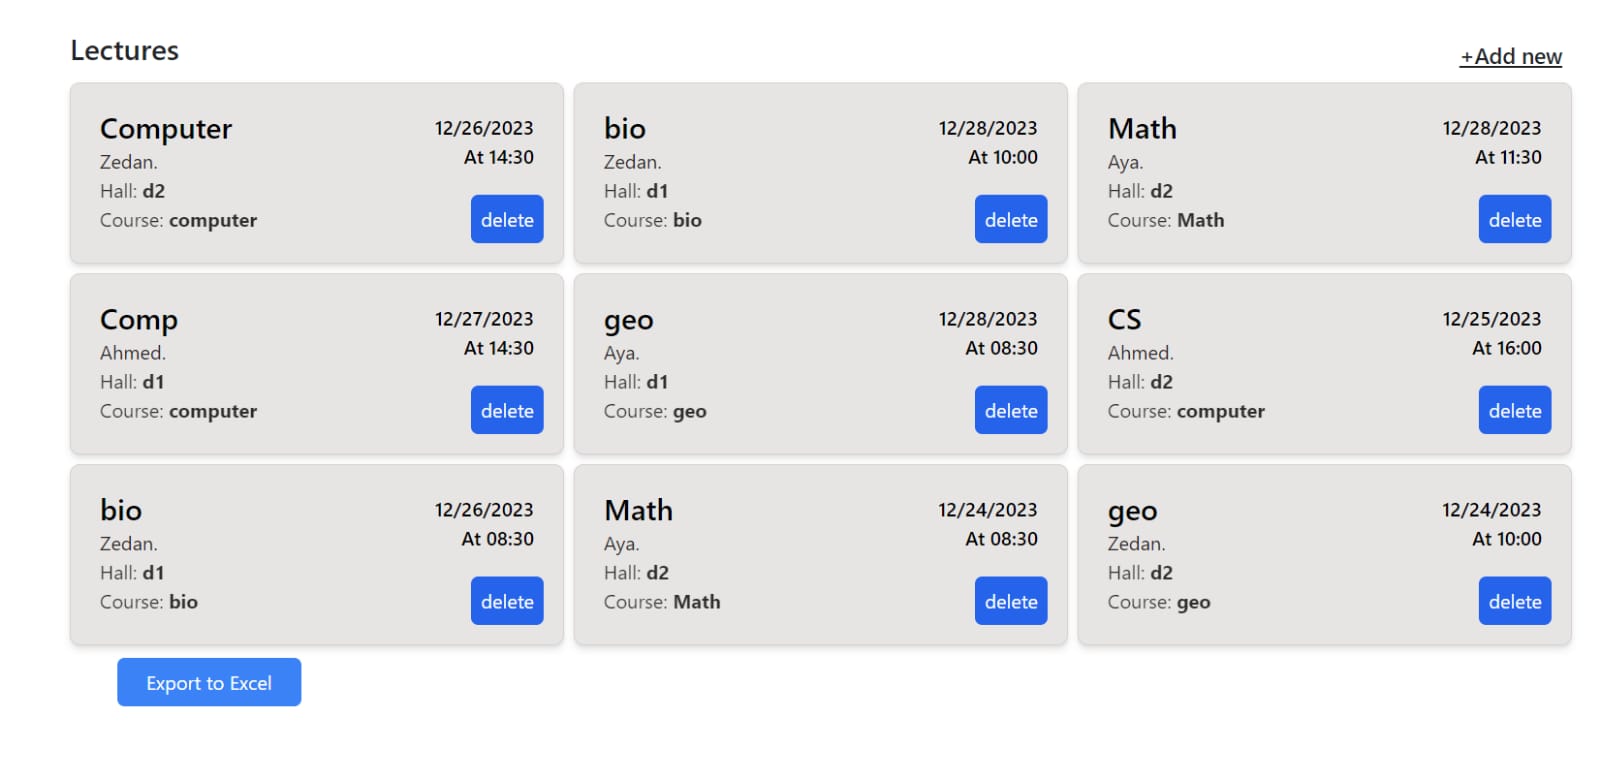 Lectures
+Add new
Computer
12/26/2023
Zedan.
At 14:30
Hall: d2
Course: computer
delete
bio
12/28/2023
Zedan.
At 10:00
Hall: d1
Course: bio
delete
Math
12/28/2023
Aya.
At 11:30
Hall: d2
Course: Math
delete
Comp
12/27/2023
Ahmed.
At 14:30
Hall: d1
Course: computer
delete
geo
12/28/2023
Aya.
At 08:30
Hall: d1
Course: geo
delete
CS
12/25/2023
Ahmed.
At 16:00
Hall: d2
Course: computer
delete
bio
12/26/2023
Zedan.
At 08:30
Hall: d1
Course: bio
delete
Math
12/24/2023
Aya.
At 08:30
Hall: d2
Course: Math
delete
geo
12/24/2023
Zedan.
At 10:00
Hall: d2
Course: geo
delete
Export to Excel